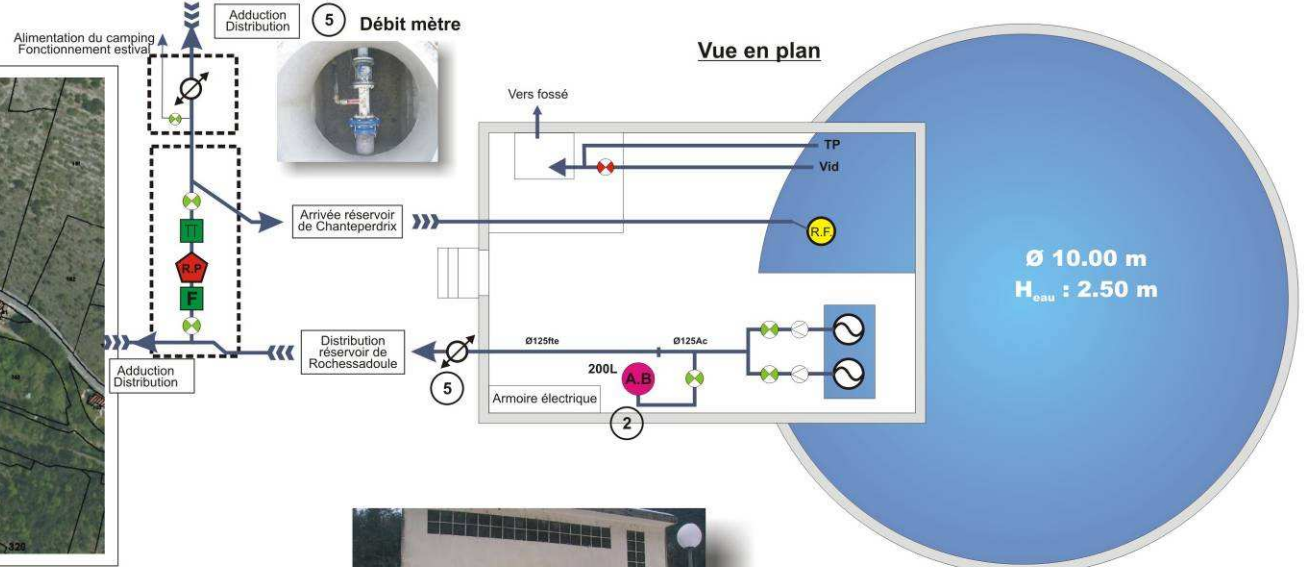 Adduction
Distribution
5
Débit mètre
Alimentation du camping
Fonctionnement estival
Vue en plan
Vers fossé
TP
Vid
Arrivée réservoir
de Chanteperdrix
R.F.
TT
R.P
F
Ø 10.00 m
Heau : 2.50 m
Distribution
réservoir de
Rochessadoule
Adduction
Distribution
5
Ø125fte
Ø125Ac
200L
A.B
Armoire électrique
2
320